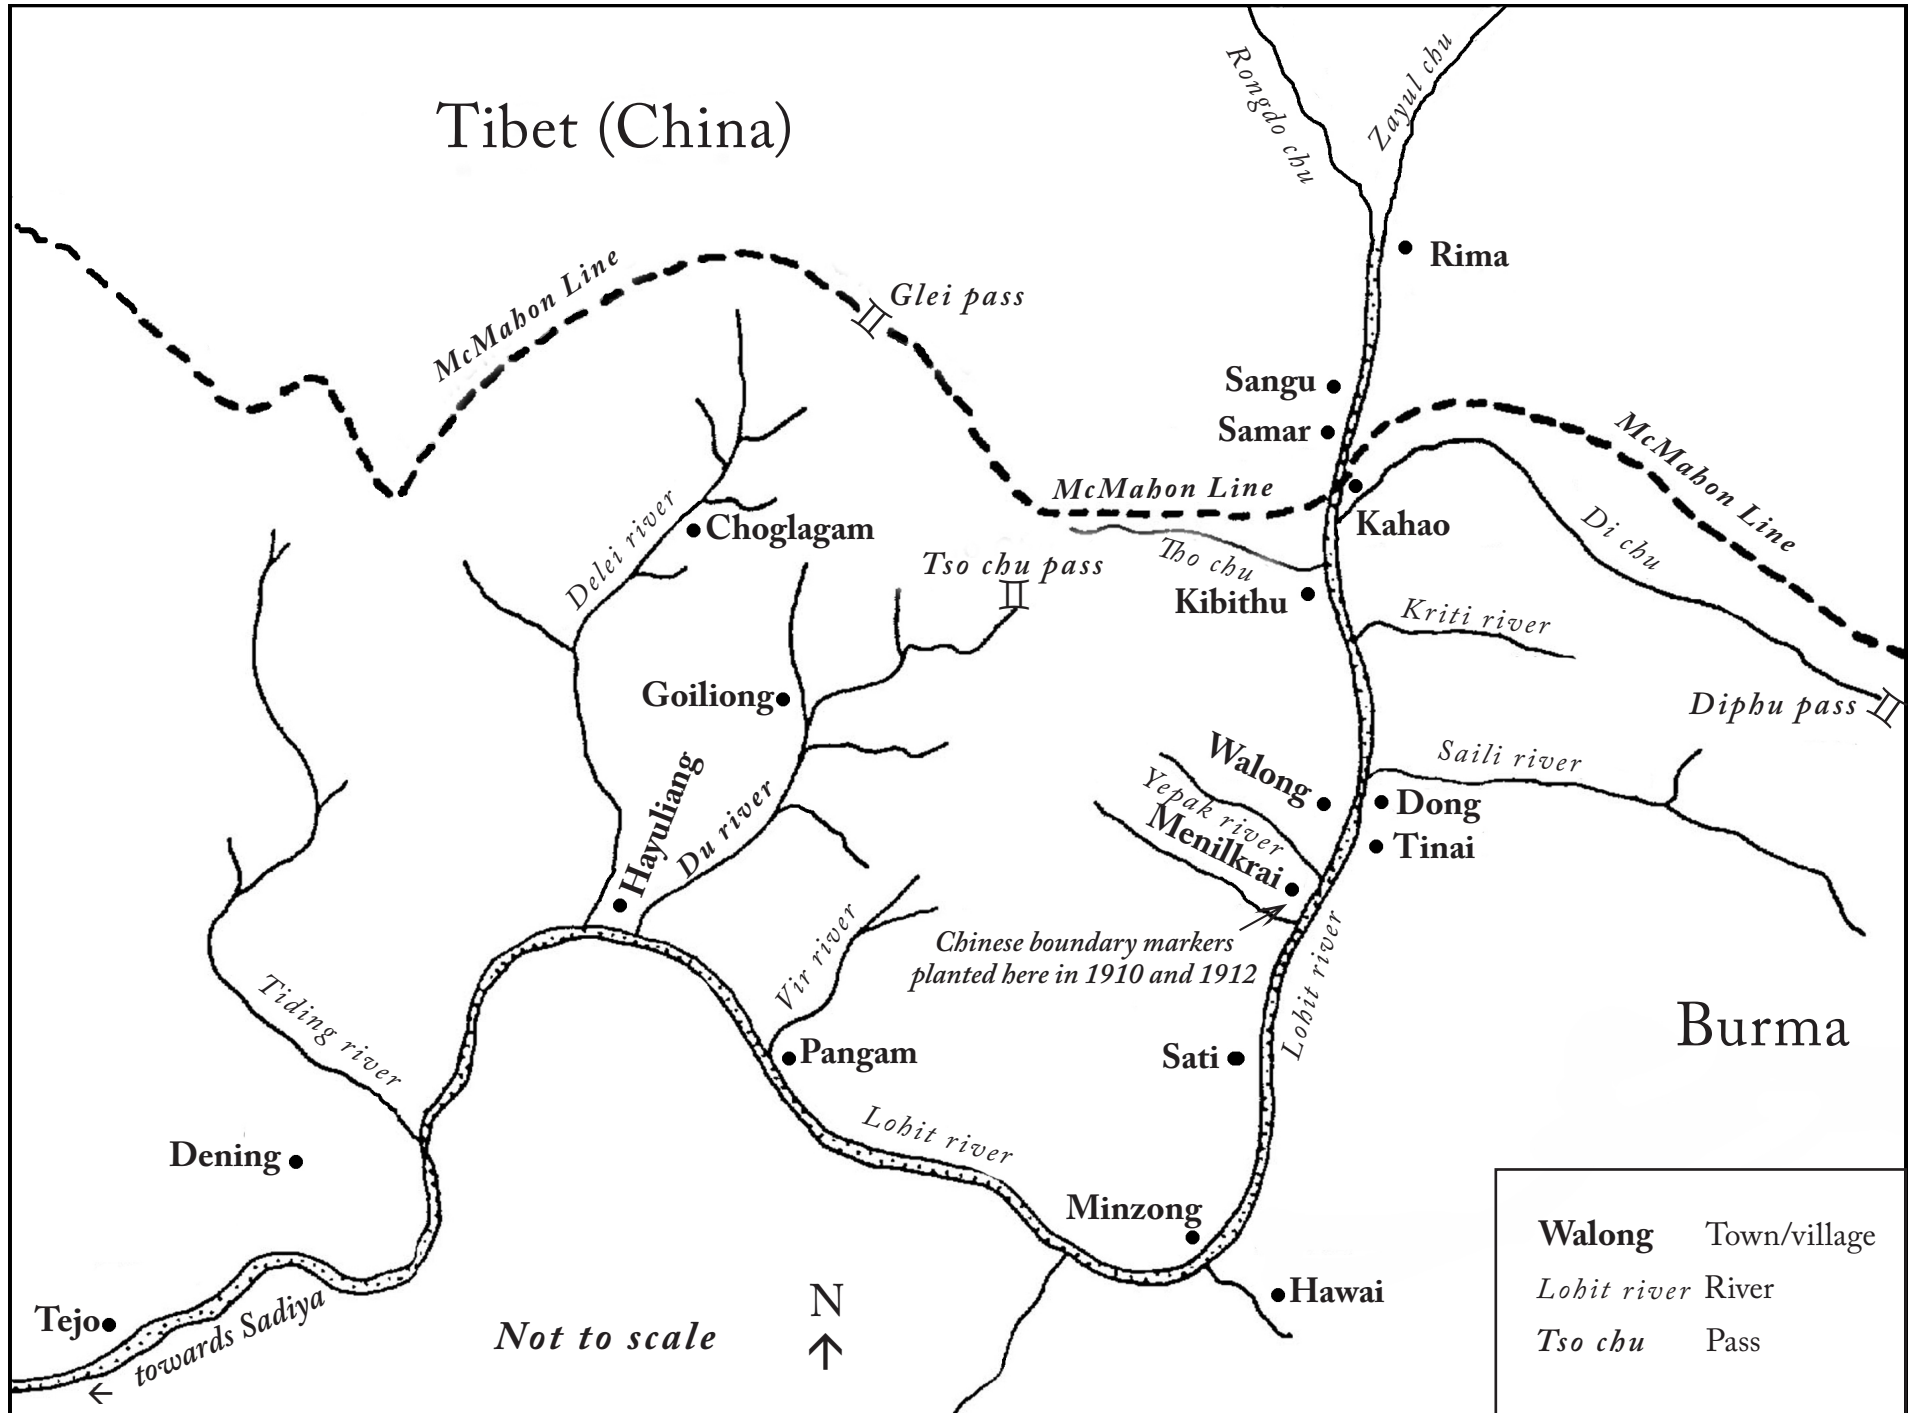 Tibet (China)
Rongdo chu
Zayul chu
Rima
McMahon Line
Glei pass
Sangu
Samar
McMahon Line
McMahon Line
Kahao
Di chu
Delei river
Choglagam
Tso chu pass
Tho chu
Kibithu
Kriti river
Goiliong
Diphu pass
Walong
Saili river
Yepak river
Dong
Menilkrai
Tinai
Hayuliang
Du river
Vir river
Chinese boundary markers
planted here in 1910 and 1912
Lohit river
Tiding river
Burma
Pangam
Sati
Lohit river
Dening
Minzong
Hawai
Tejo
towards Sadiya
Not to scale
N
Walong Town/village
Lohit river River
Tso chu Pass